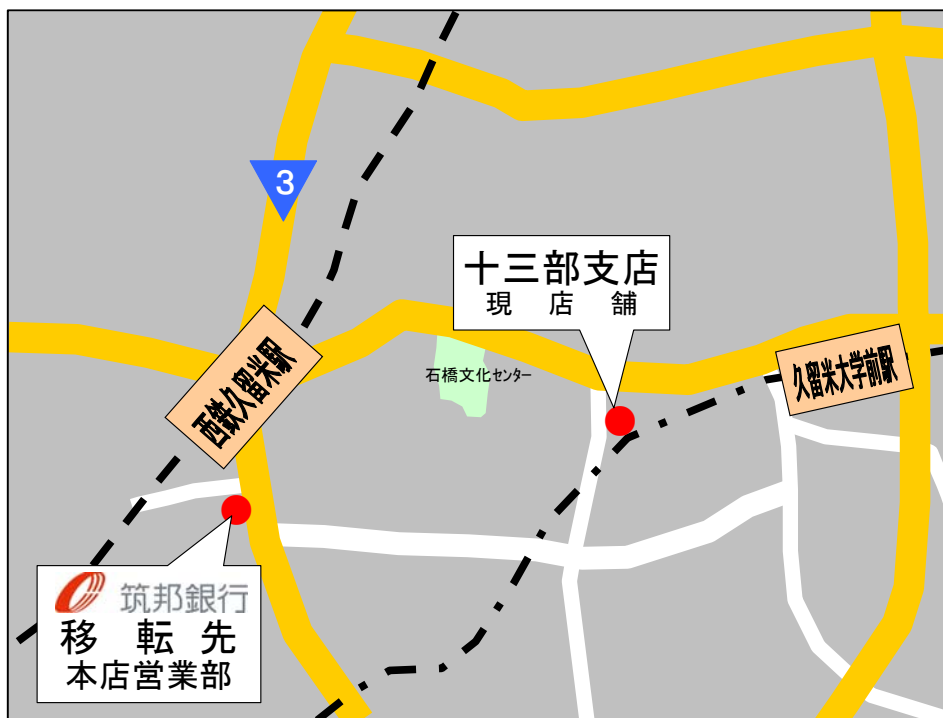 3
十三部支店
現店舗
久留米大学前駅
石橋文化センター
西鉄久留米駅
筑邦銀行
移転先
本店営業部